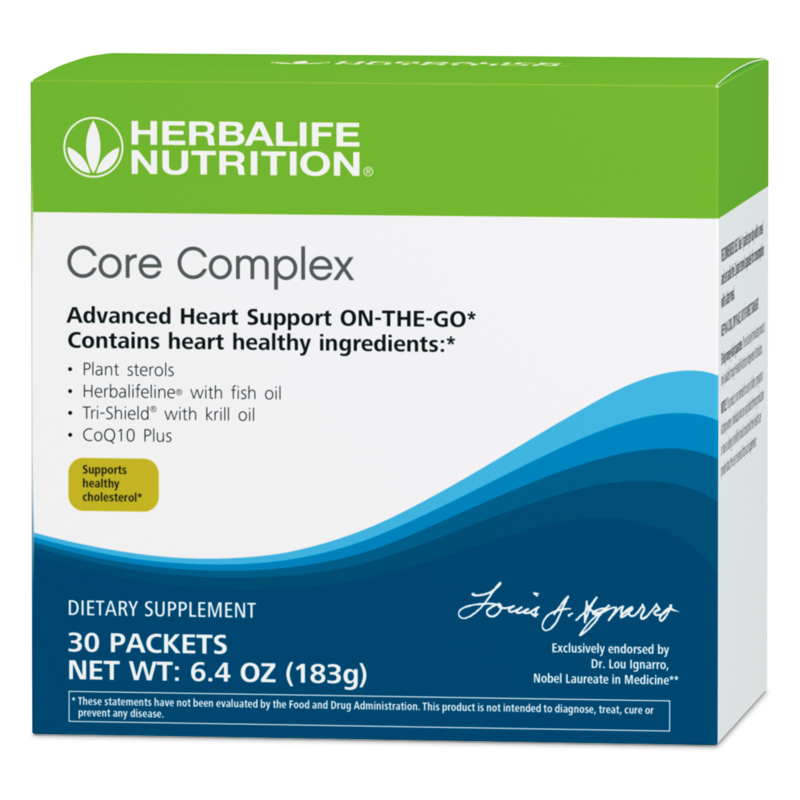 HERBALIFE
NUTRITION®
Core Complex
Advanced Heart Support ON-THE-GO*
Contains heart healthy ingredients:*
• Plant sterols
• Herbalifeline® with fish oil
• Tri-Shield® with krill oil
• CoQ10 Plus
Supports
healthy
cholesterol*
DIETARY SUPPLEMENT
30 PACKETS
NET WT: 6.4 OZ (183g)
Louis J. Ignarro
Exclusively endorsed by
Dr. Lou Ignarro,
Nobel Laureate in Medicine**
* These statements have not been evaluated by the Food and Drug Administration. This product is not intended to diagnose, treat, cure or
prevent any disease.